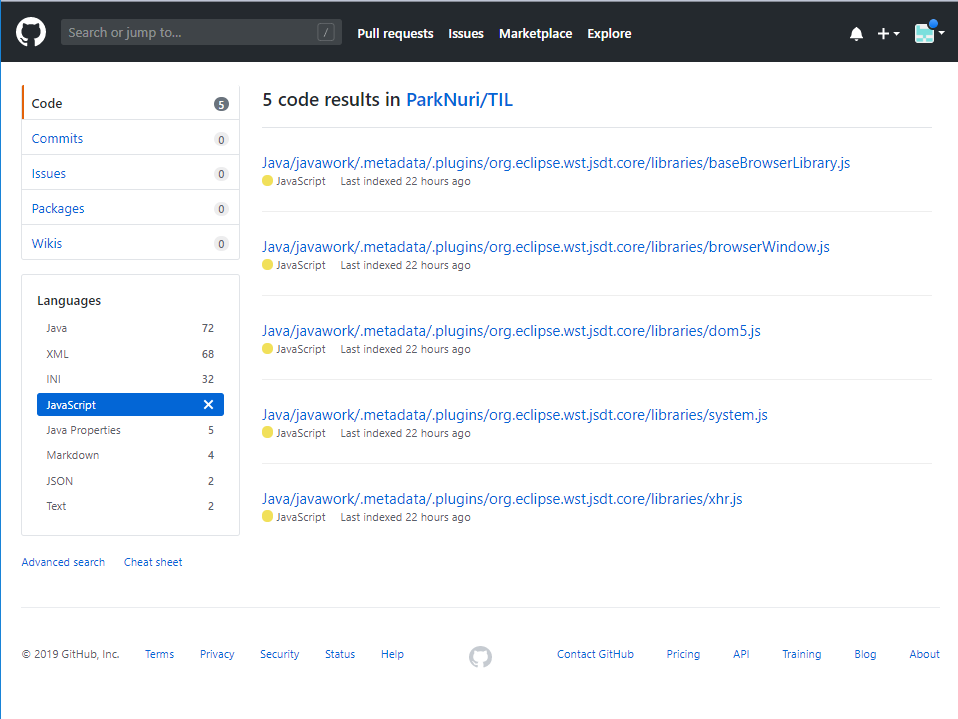 Search or jump to... /
Pull requests Issues Marketplace Explore
Code 5
Commits 0
Issues 0
Packages 0
Wikis 0
Languages
Java 72
XML 68
INI 32
JavaScript
Java Properties 5
Markdown 4
JSON 2
Text 2
Advanced search Cheat sheet
5 code results in ParkNuri/TIL
Java/javawork/.metadata/.plugins/org.eclipse.wst.jsdt.core/libraries/baseBrowserLibrary.js
JavaScript Last indexed 22 hours ago
Java/javawork/.metadata/.plugins/org.eclipse.wst.jsdt.core/libraries/browserWindow.js
JavaScript Last indexed 22 hours ago
Java/javawork/.metadata/.plugins/org.eclipse.wst.jsdt.core/libraries/dom5.js
JavaScript Last indexed 22 hours ago
Java/javawork/.metadata/.plugins/org.eclipse.wst.jsdt.core/libraries/system.js
JavaScript Last indexed 22 hours ago
Java/javawork/.metadata/.plugins/org.eclipse.wst.jsdt.core/libraries/xhr.js
JavaScript Last indexed 22 hours ago
© 2019 GitHub, Inc. Terms Privacy Security Status Help Contact GitHub Pricing API Training Blog About